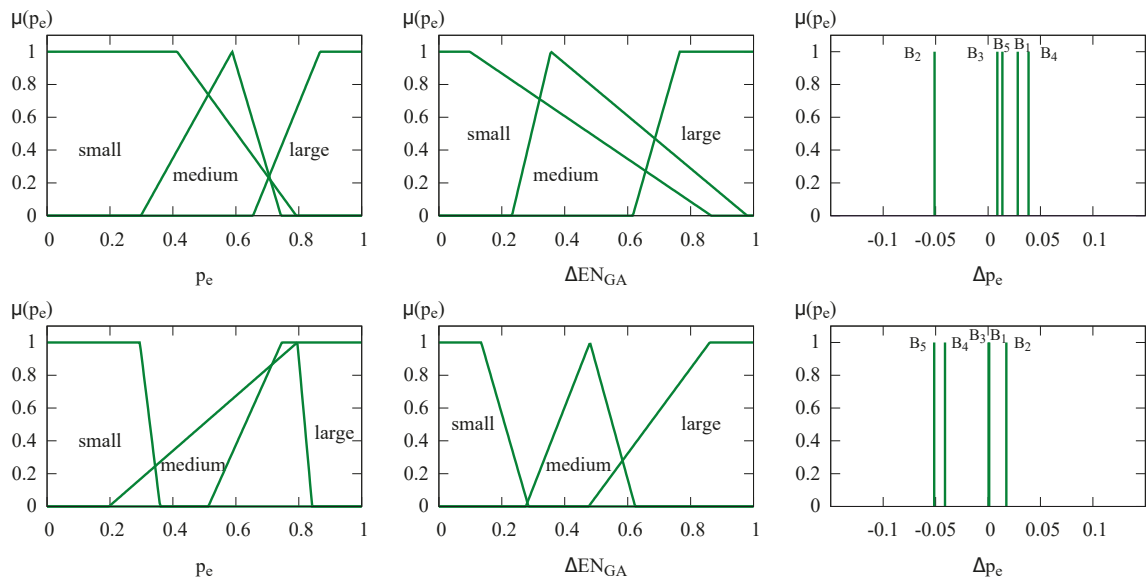 μ(pₑ)
1
0.8
0.6
0.4
0.2
0
small
medium
large
0 0.2 0.4 0.6 0.8 1
pₑ
μ(pₑ)
1
0.8
0.6
0.4
0.2
0
small
medium
large
0 0.2 0.4 0.6 0.8 1
ΔEN_GA
μ(pₑ)
1
0.8
0.6
0.4
0.2
0
B₂ B₃ B₅ B₁ B₄
-0.1 -0.05 0 0.05 0.1
Δpₑ
μ(pₑ)
1
0.8
0.6
0.4
0.2
0
small
medium
large
0 0.2 0.4 0.6 0.8 1
pₑ
μ(pₑ)
1
0.8
0.6
0.4
0.2
0
small
medium
large
0 0.2 0.4 0.6 0.8 1
ΔEN_GA
μ(pₑ)
1
0.8
0.6
0.4
0.2
0
B₅ B₄ B₃ B₁ B₂
-0.1 -0.05 0 0.05 0.1
Δpₑ